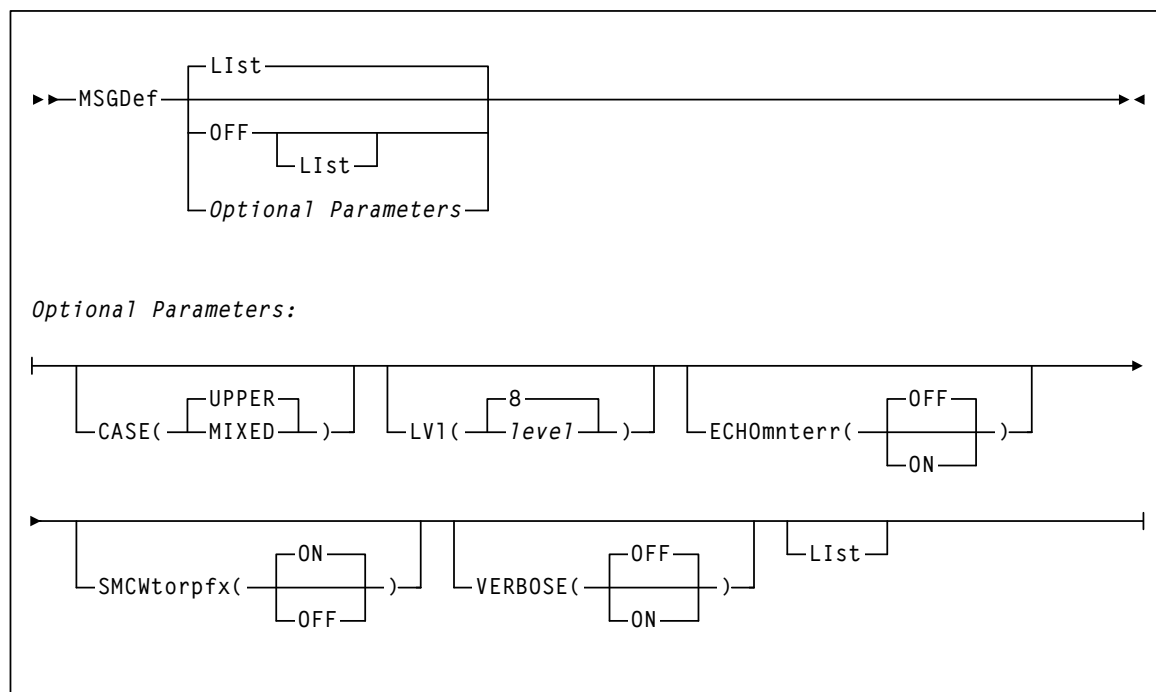 LIst
MSGDef
OFF
LIst
Optional Parameters
Optional Parameters:
UPPER
8
OFF
CASE( MIXED ) LVl( level ) ECHOmnterr( )
ON
ON
OFF
LIst
SMCWtorpfx( ) VERBOSE( )
OFF
ON